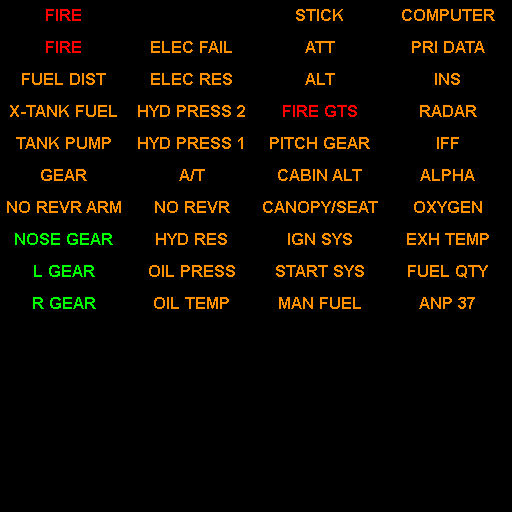 FIRE STICK COMPUTER
FIRE ELEC FAIL ATT PRI DATA
FUEL DIST ELEC RES ALT INS
X-TANK FUEL HYD PRESS 2 FIRE GTS RADAR
TANK PUMP HYD PRESS 1 PITCH GEAR IFF
GEAR A/T CABIN ALT ALPHA
NO REVR ARM NO REVR CANOPY/SEAT OXYGEN
NOSE GEAR HYD RES IGN SYS EXH TEMP
L GEAR OIL PRESS START SYS FUEL QTY
R GEAR OIL TEMP MAN FUEL ANP 37